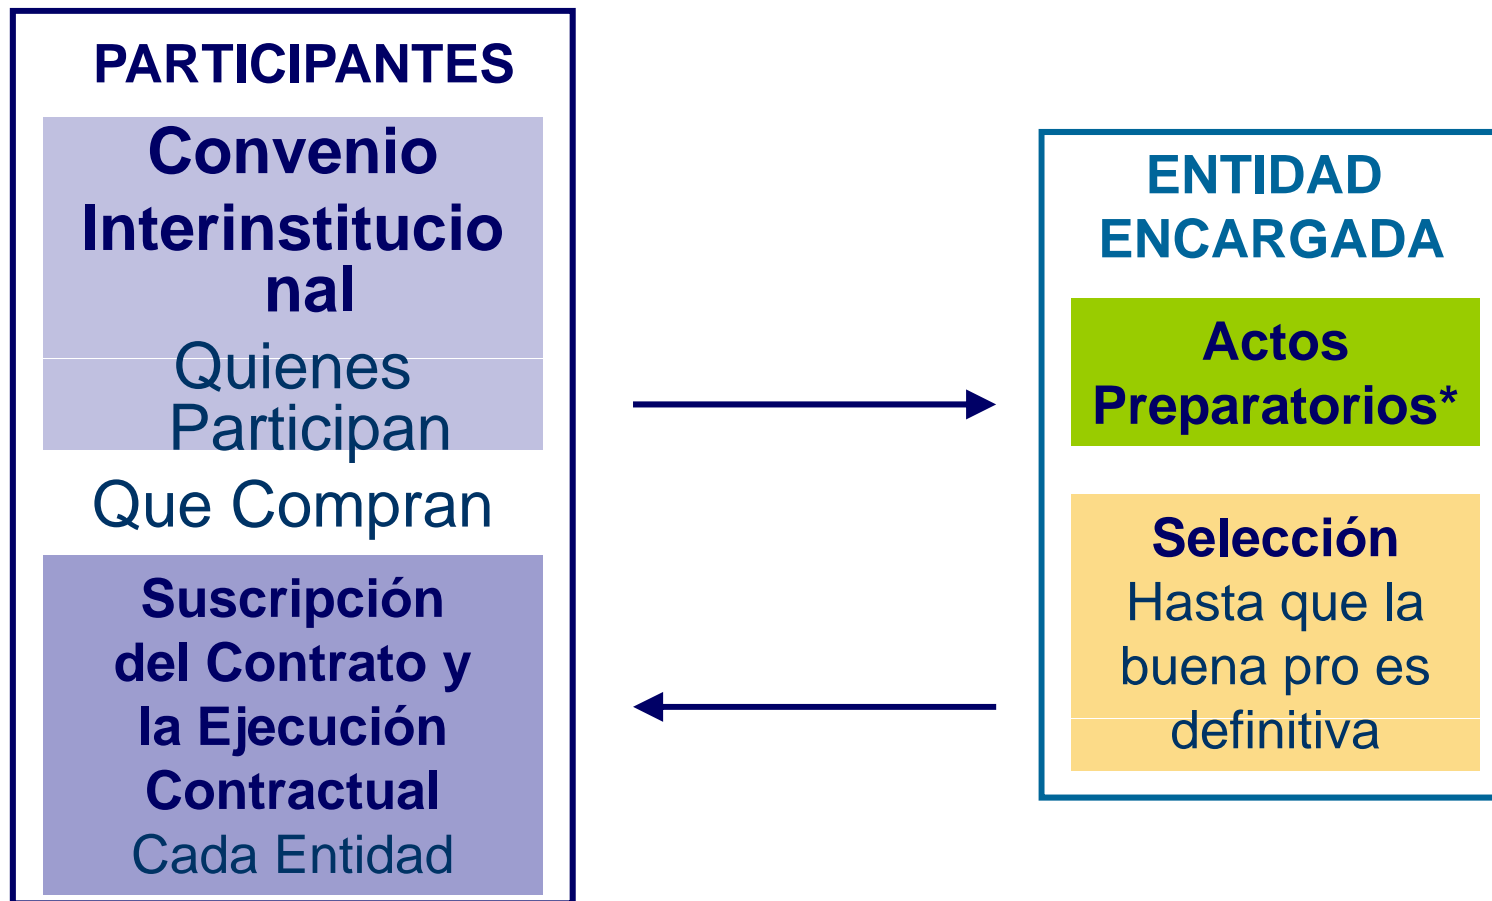 PARTICIPANTES
Convenio
Interinstitucio
nal
Quienes
Participan
Que Compran
Suscripción
del Contrato y
la Ejecución
Contractual
Cada Entidad
ENTIDAD
ENCARGADA
Actos
Preparatorios*
Selección
Hasta que la
buena pro es
definitiva